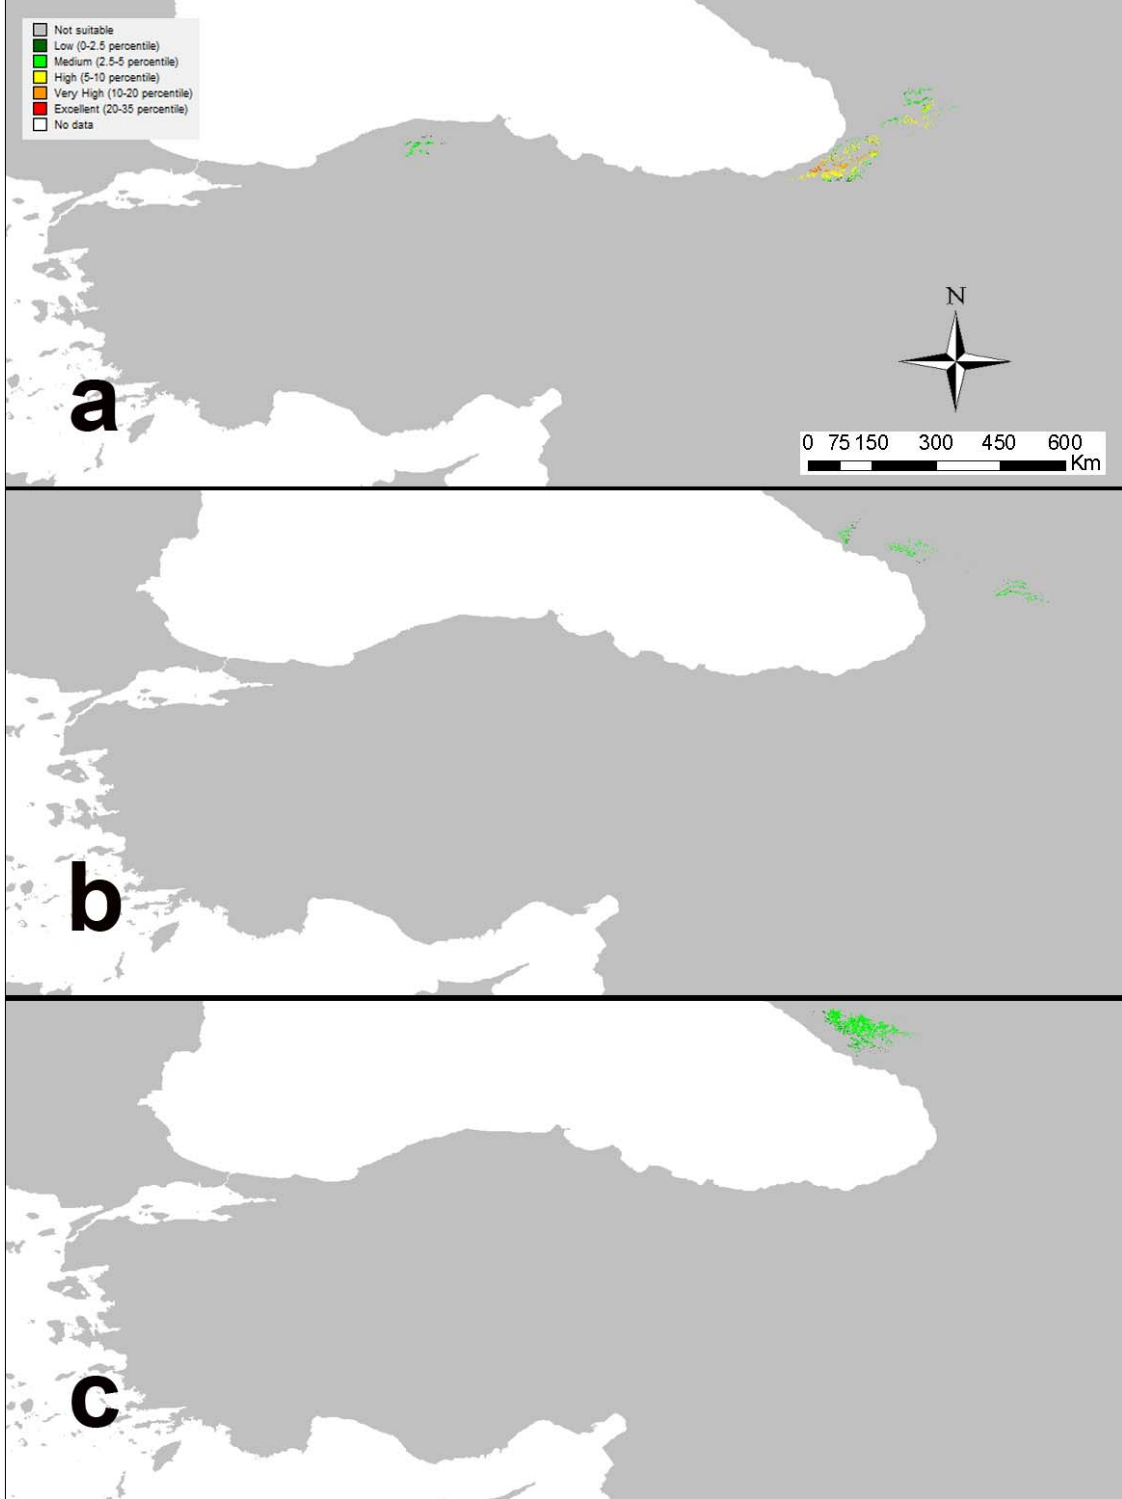 Not suitable
Low (0-2.5 percentile)
Medium (2.5-5 percentile)
High (5-10 percentile)
Very High (10-20 percentile)
Excellent (20-35 percentile)
No data
N
a
0 75 150 300 450 600
Km
b
c